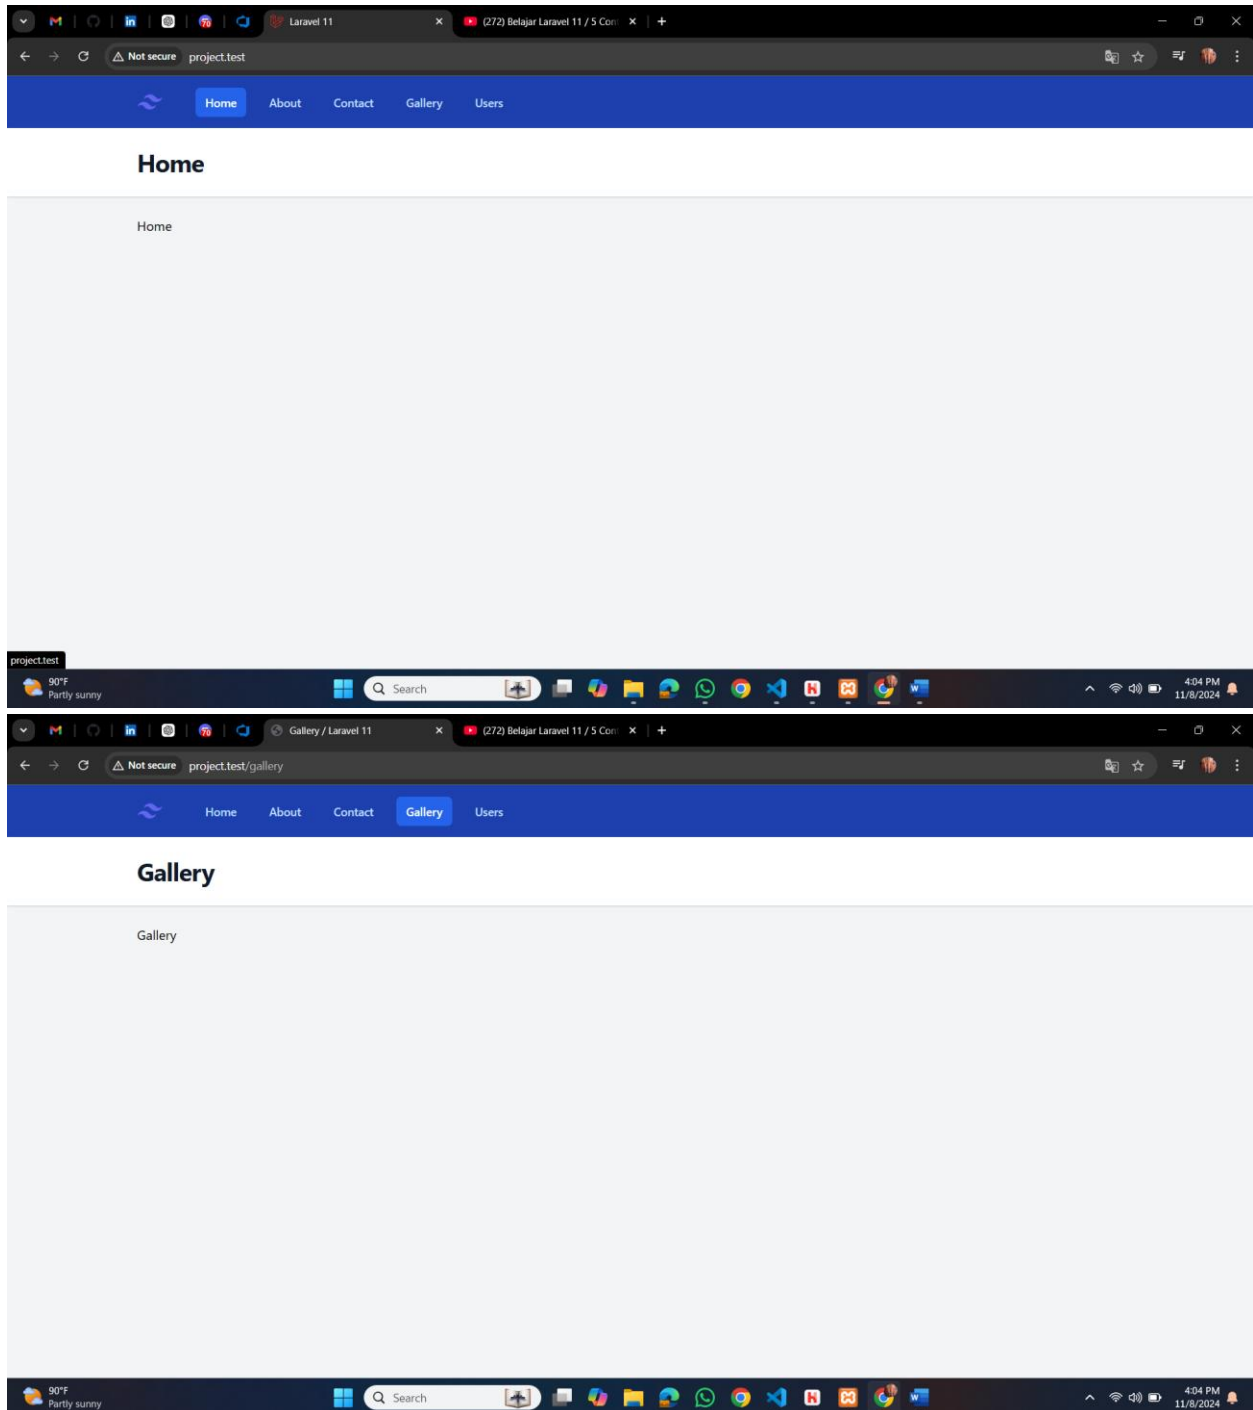 Laravel 11
(272) Belajar Laravel 11 / 5 Com
Not secure project.test
Home About Contact Gallery Users
Home
Home
project.test
90°F
Partly sunny
Search
4:04 PM
11/8/2024
Gallery / Laravel 11
(272) Belajar Laravel 11 / 5 Com
Not secure project.test/gallery
Home About Contact Gallery Users
Gallery
Gallery
90°F
Partly sunny
Search
4:04 PM
11/8/2024